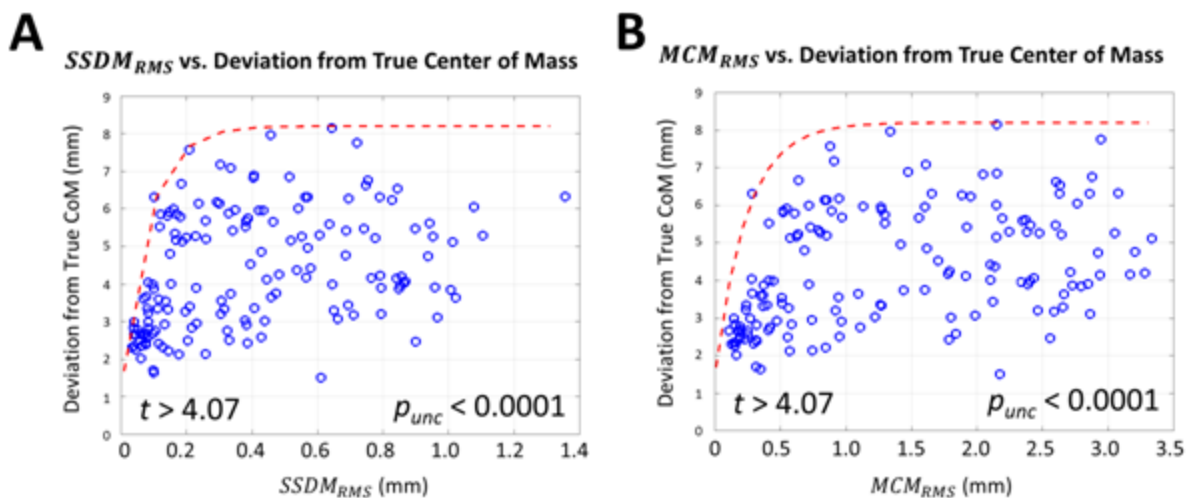 A
SSDM_RMS vs. Deviation from True Center of Mass
Deviation from True CoM (mm)
9
8
7
6
5
4
3
2
1
0
t > 4.07
p_unc < 0.0001
0 0.2 0.4 0.6 0.8 1.0 1.2 1.4
SSDM_RMS (mm)
B
MCM_RMS vs. Deviation from True Center of Mass
Deviation from True CoM (mm)
9
8
7
6
5
4
3
2
1
0
t > 4.07
p_unc < 0.0001
0 0.5 1.0 1.5 2.0 2.5 3.0 3.5
MCM_RMS (mm)